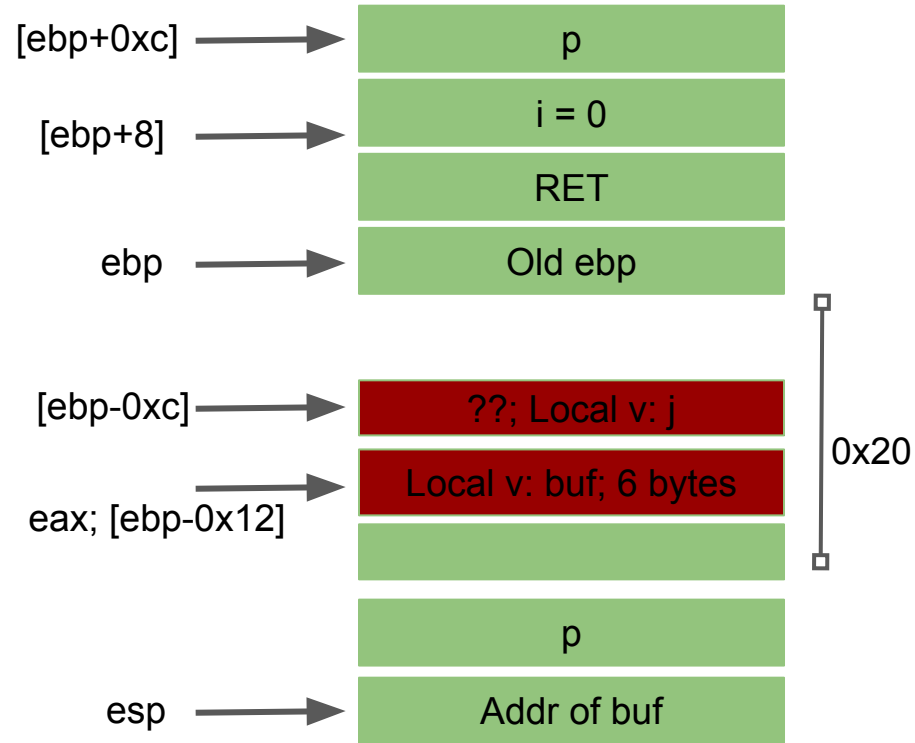 [ebp+0xc]
p
[ebp+8]
i = 0
RET
ebp
Old ebp
[ebp-0xc]
??; Local v: j
0x20
Local v: buf; 6 bytes
eax; [ebp-0x12]
p
esp
Addr of buf